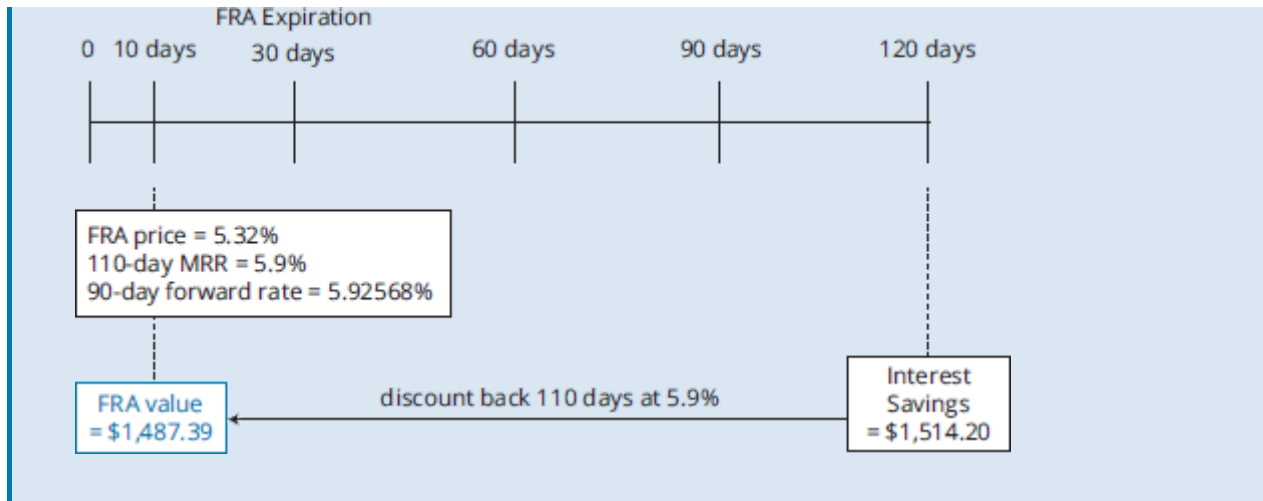 FRA Expiration
0 10 days 30 days 60 days 90 days 120 days
FRA price = 5.32%
110-day MRR = 5.9%
90-day forward rate = 5.92568%
FRA value
= $1,487.39
discount back 110 days at 5.9%
Interest
Savings
= $1,514.20